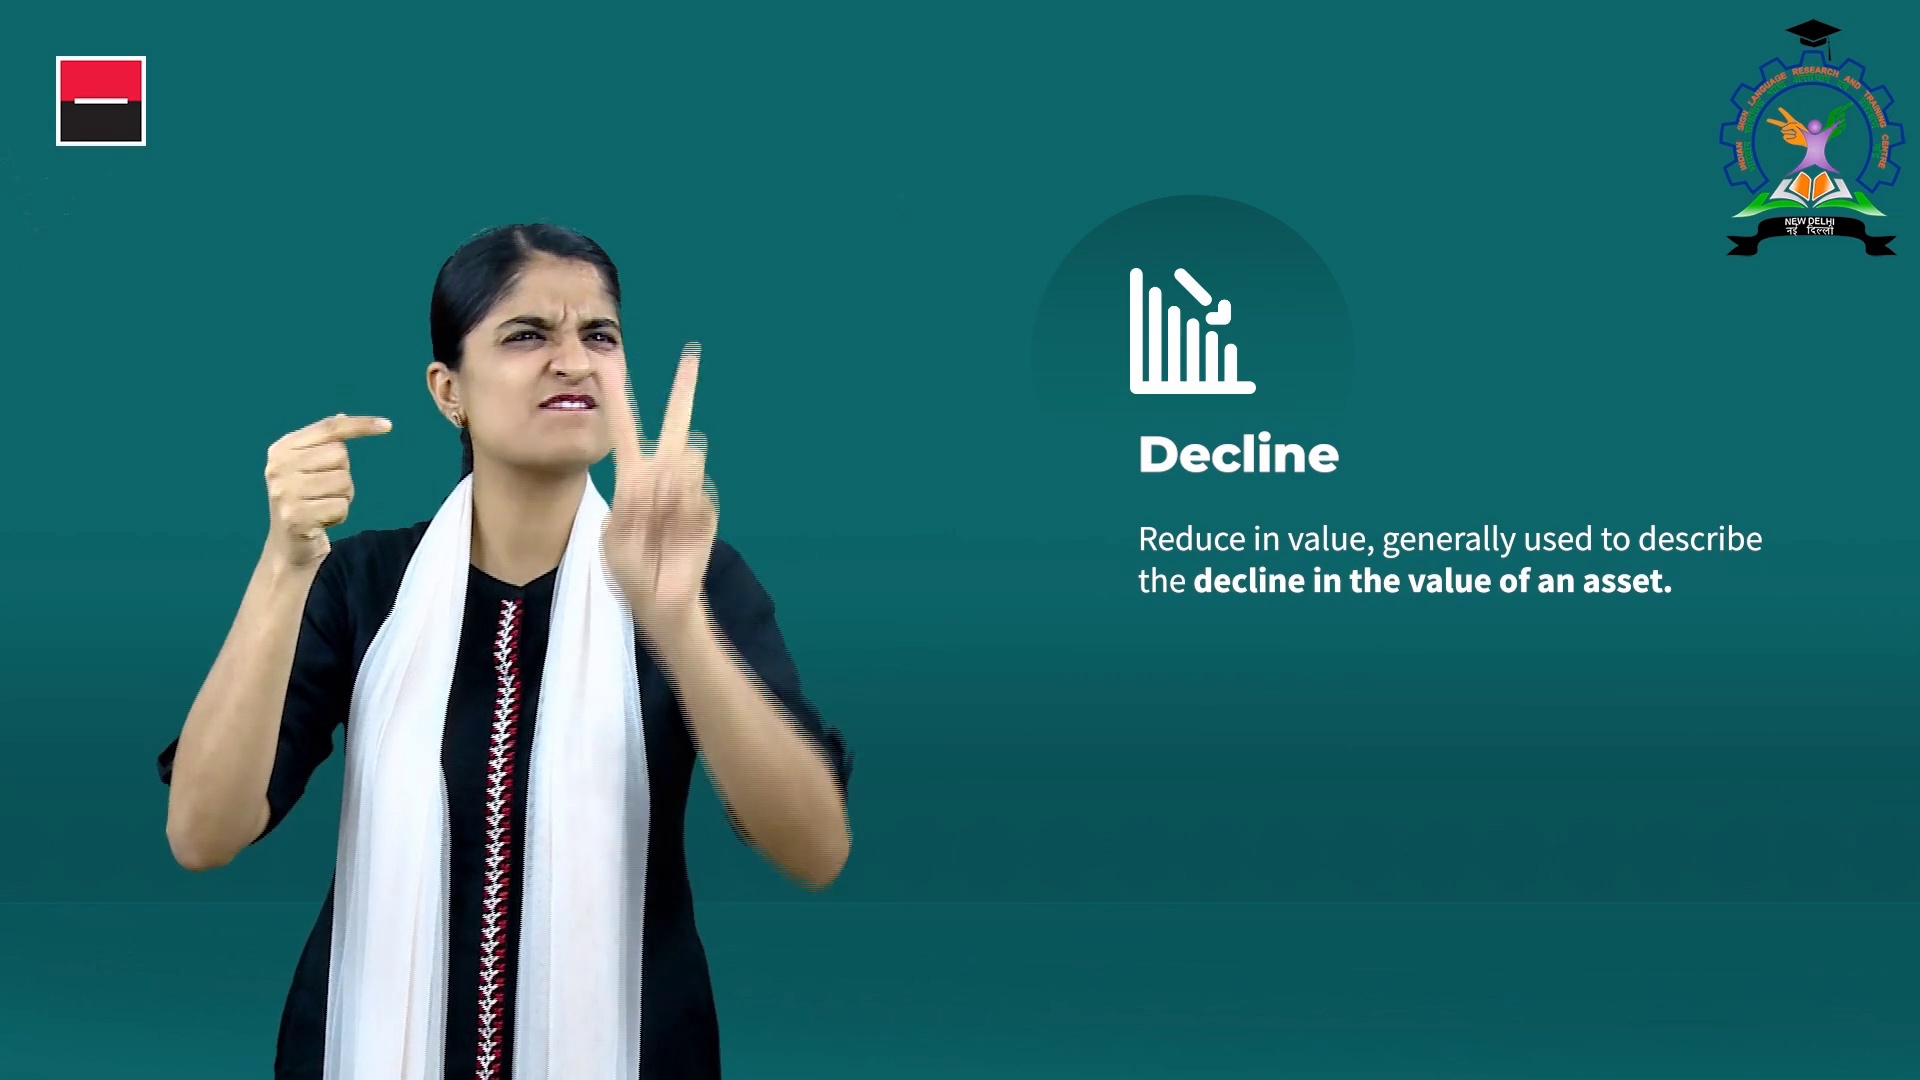 INDIAN SIGN LANGUAGE RESEARCH AND TRAINING CENTRE
NEW DELHI
नई दिल्ली
Decline
Reduce in value, generally used to describe
the decline in the value of an asset.